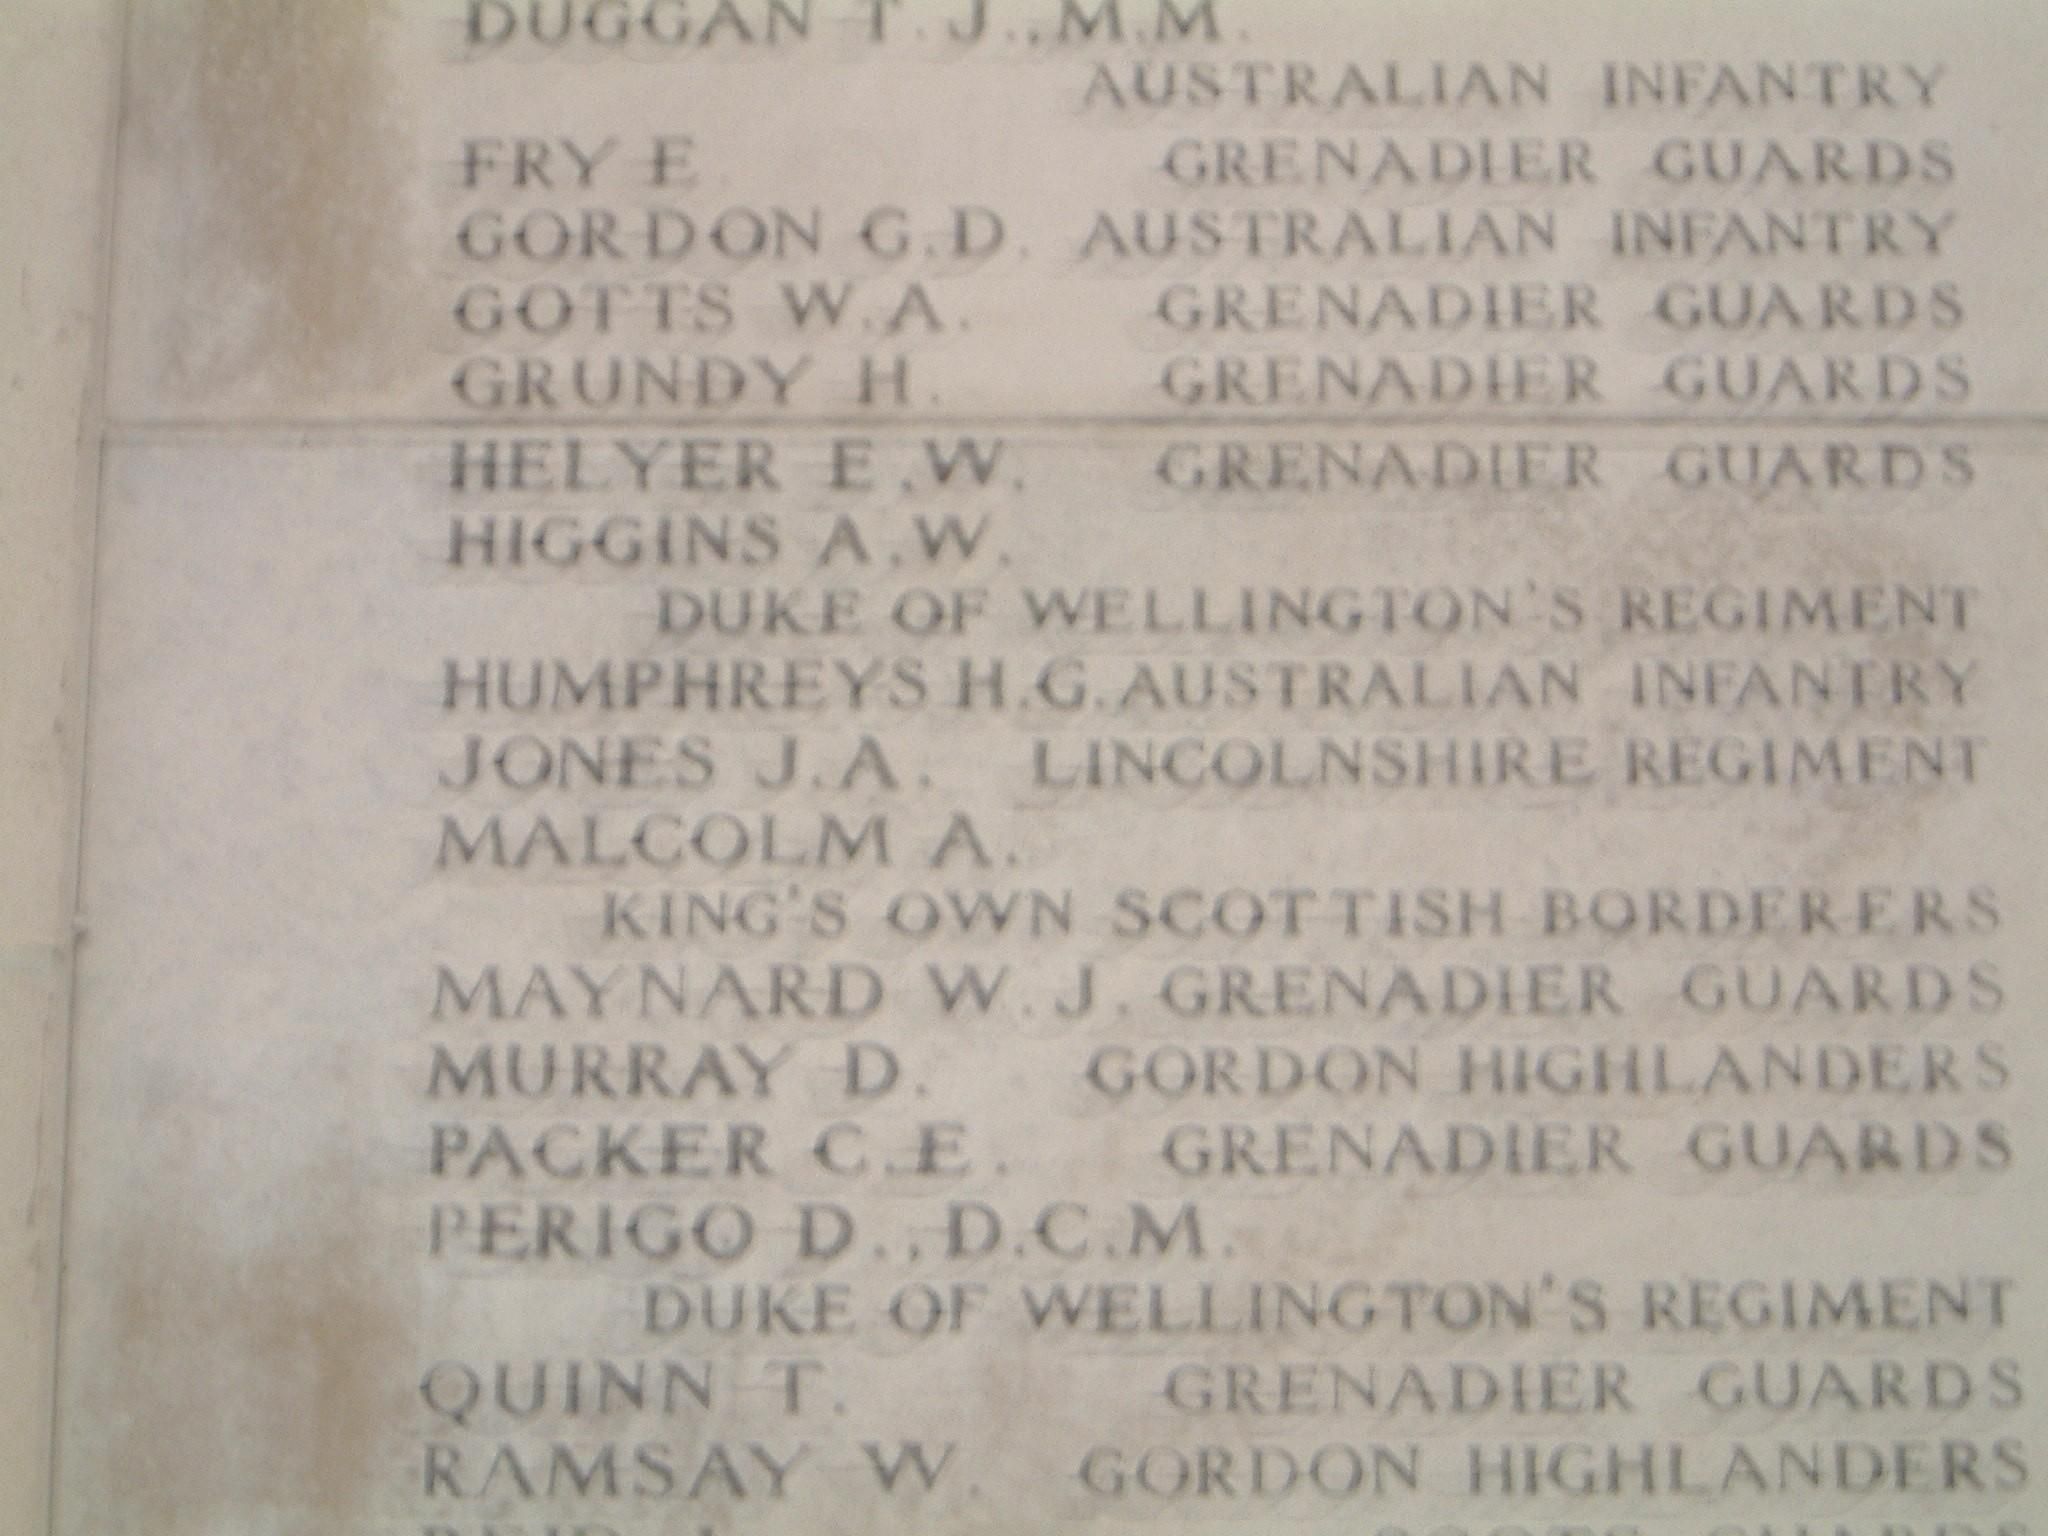 DUGGAN T.J., M.M.
AUSTRALIAN INFANTRY
FRY E. GRENADIER GUARDS
GORDON G.D. AUSTRALIAN INFANTRY
GOTTS W.A. GRENADIER GUARDS
GRUNDY H. GRENADIER GUARDS
HELYER E.W. GRENADIER GUARDS
HIGGINS A.W.
DUKE OF WELLINGTON'S REGIMENT
HUMPHREYS H.G. AUSTRALIAN INFANTRY
JONES J.A. LINCOLNSHIRE REGIMENT
MALCOLM A.
KING'S OWN SCOTTISH BORDERERS
MAYNARD W.J. GRENADIER GUARDS
MURRAY D. GORDON HIGHLANDERS
PACKER C.E. GRENADIER GUARDS
PERIGO D., D.C.M.
DUKE OF WELLINGTON'S REGIMENT
QUINN T. GRENADIER GUARDS
RAMSAY W. GORDON HIGHLANDERS
SCOTS GUARDS